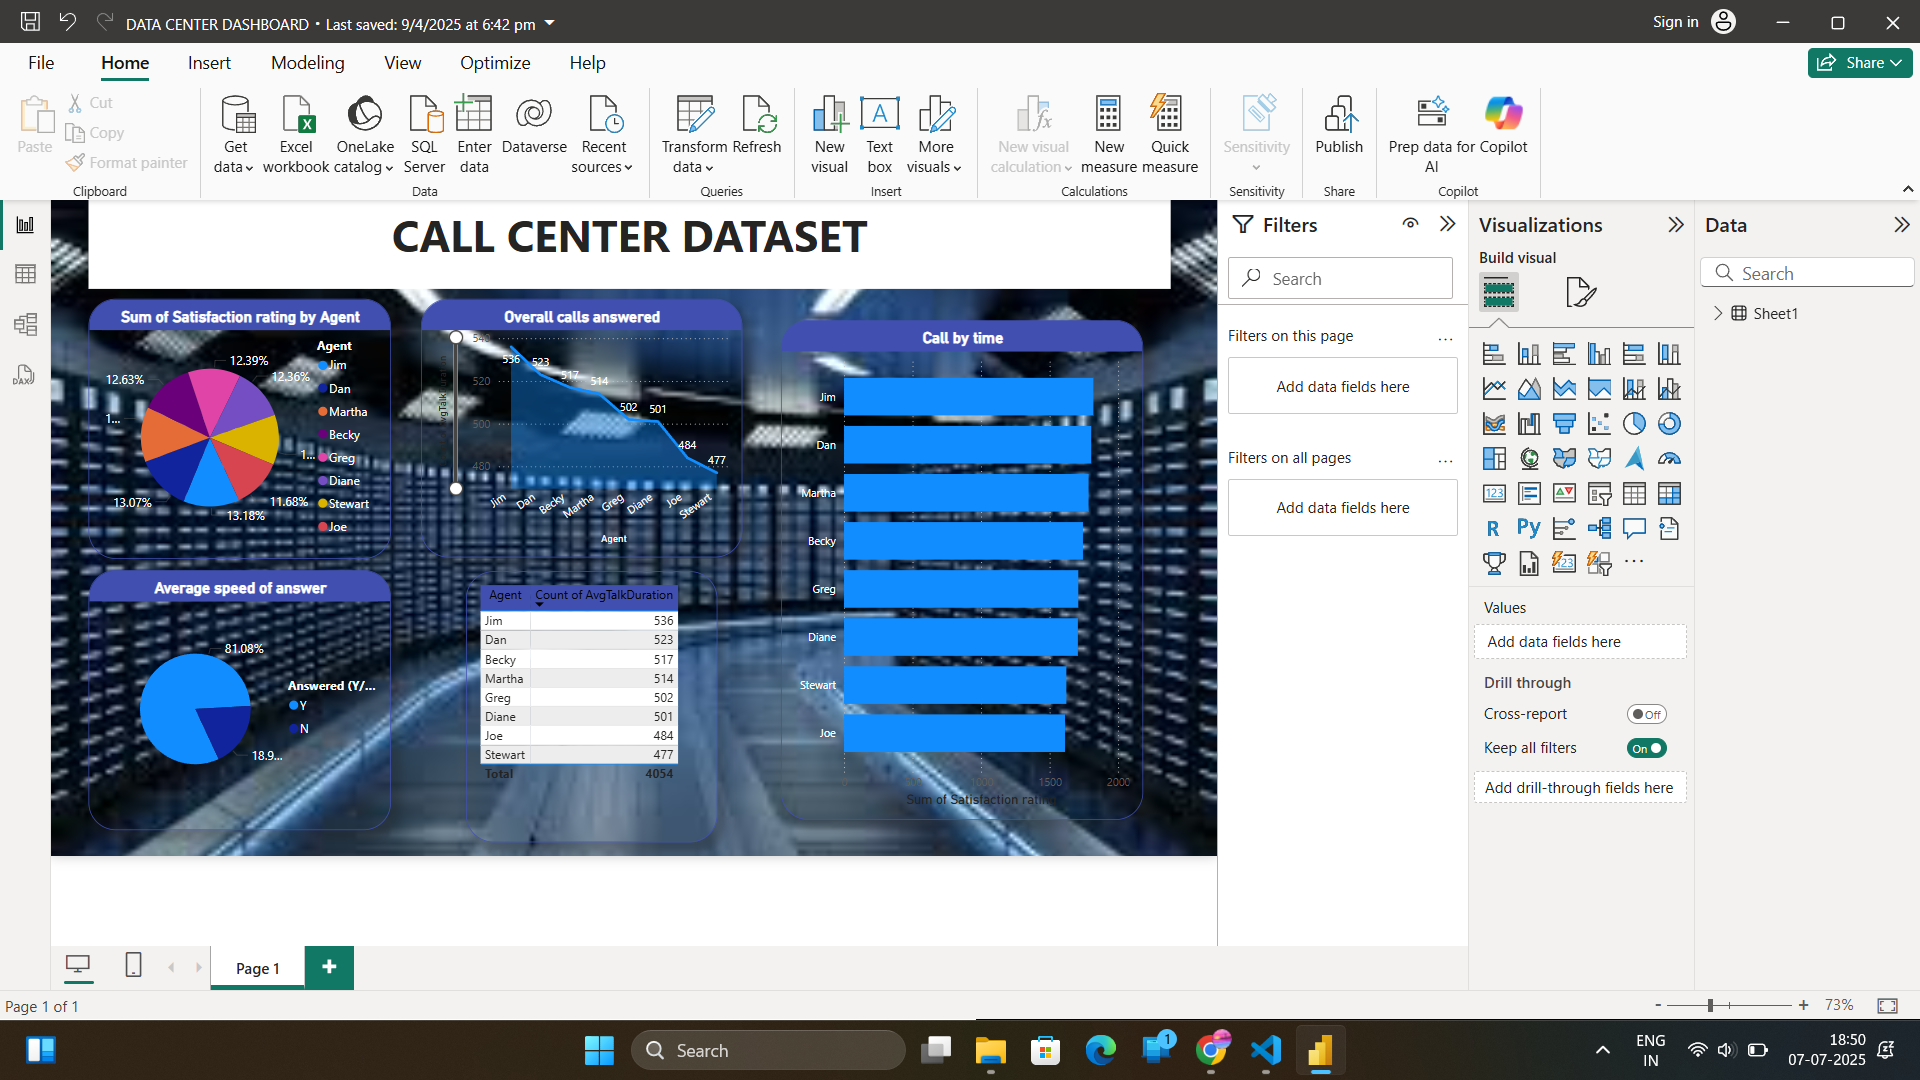 DATA CENTER DASHBOARD • Last saved: 9/4/2025 at 6:42 pm
Sign in
File
Home
Insert
Modeling
View
Optimize
Help
Share
Paste
Cut
Copy
Format painter
Clipboard
Get data
Excel workbook
OneLake catalog
SQL Server
Enter data
Dataverse
Recent sources
Data
Transform data
Refresh
Queries
New visual
Text box
More visuals
Insert
New visual calculation
New measure
Quick measure
Calculations
Sensitivity
Sensitivity
Publish
Share
Prep data for AI
Copilot
Copilot
CALL CENTER DATASET
Sum of Satisfaction rating by Agent
12.39%
12.36%
12.63%
1...
1...
13.07%
13.18%
11.68%
Agent
Jim
Dan
Martha
Becky
Greg
Diane
Stewart
Joe
Overall calls answered
540
520
500
480
536
523
517
514
502
501
484
477
Jim
Dan
Becky
Martha
Greg
Diane
Joe
Stewart
Agent
Call by time
Jim
Dan
Martha
Becky
Greg
Diane
Stewart
Joe
1500
2000
Sum of Satisfaction rating
Average speed of answer
81.08%
18.9...
Answered (Y/...
Y
N
Agent Count of AvgTalkDuration
Jim 536
Dan 523
Becky 517
Martha 514
Greg 502
Diane 501
Joe 484
Stewart 477
Total 4054
Filters
Search
Filters on this page
...
Add data fields here
Filters on all pages
...
Add data fields here
Visualizations
Build visual
123
R
Py
123
...
Values
Add data fields here
Drill through
Cross-report
Off
Keep all filters
On
Add drill-through fields here
Data
Search
Sheet1
DAX
Page 1
+
Page 1 of 1
- + 73%
Search
1
ENG
IN
18:50
07-07-2025